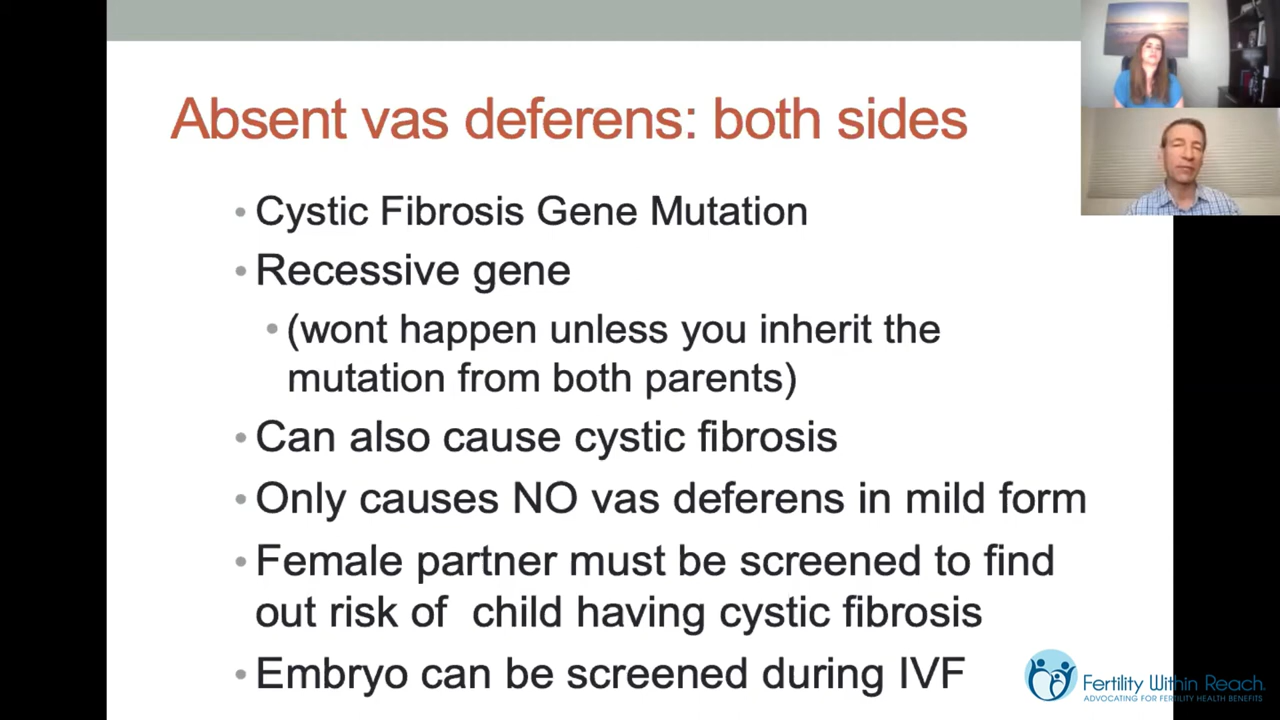 Absent vas deferens: both sides
• Cystic Fibrosis Gene Mutation
• Recessive gene
• (wont happen unless you inherit the
mutation from both parents)
• Can also cause cystic fibrosis
• Only causes NO vas deferens in mild form
• Female partner must be screened to find
out risk of child having cystic fibrosis
• Embryo can be screened during IVF
Fertility Within Reach
ADVOCATING FOR FERTILITY HEALTH BENEFITS